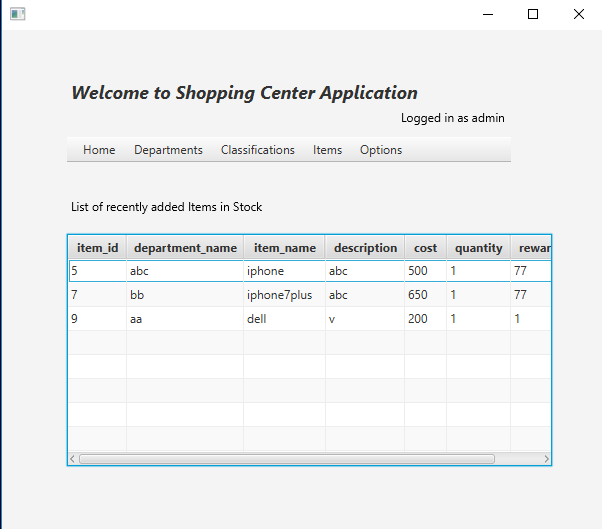 Welcome to Shopping Center Application
Logged in as admin
Home Departments Classifications Items Options
List of recently added Items in Stock
item_id department_name item_name description cost quantity rewar
5 abc iphone abc 500 1 77
7 bb iphone7plus abc 650 1 77
9 aa dell v 200 1 1